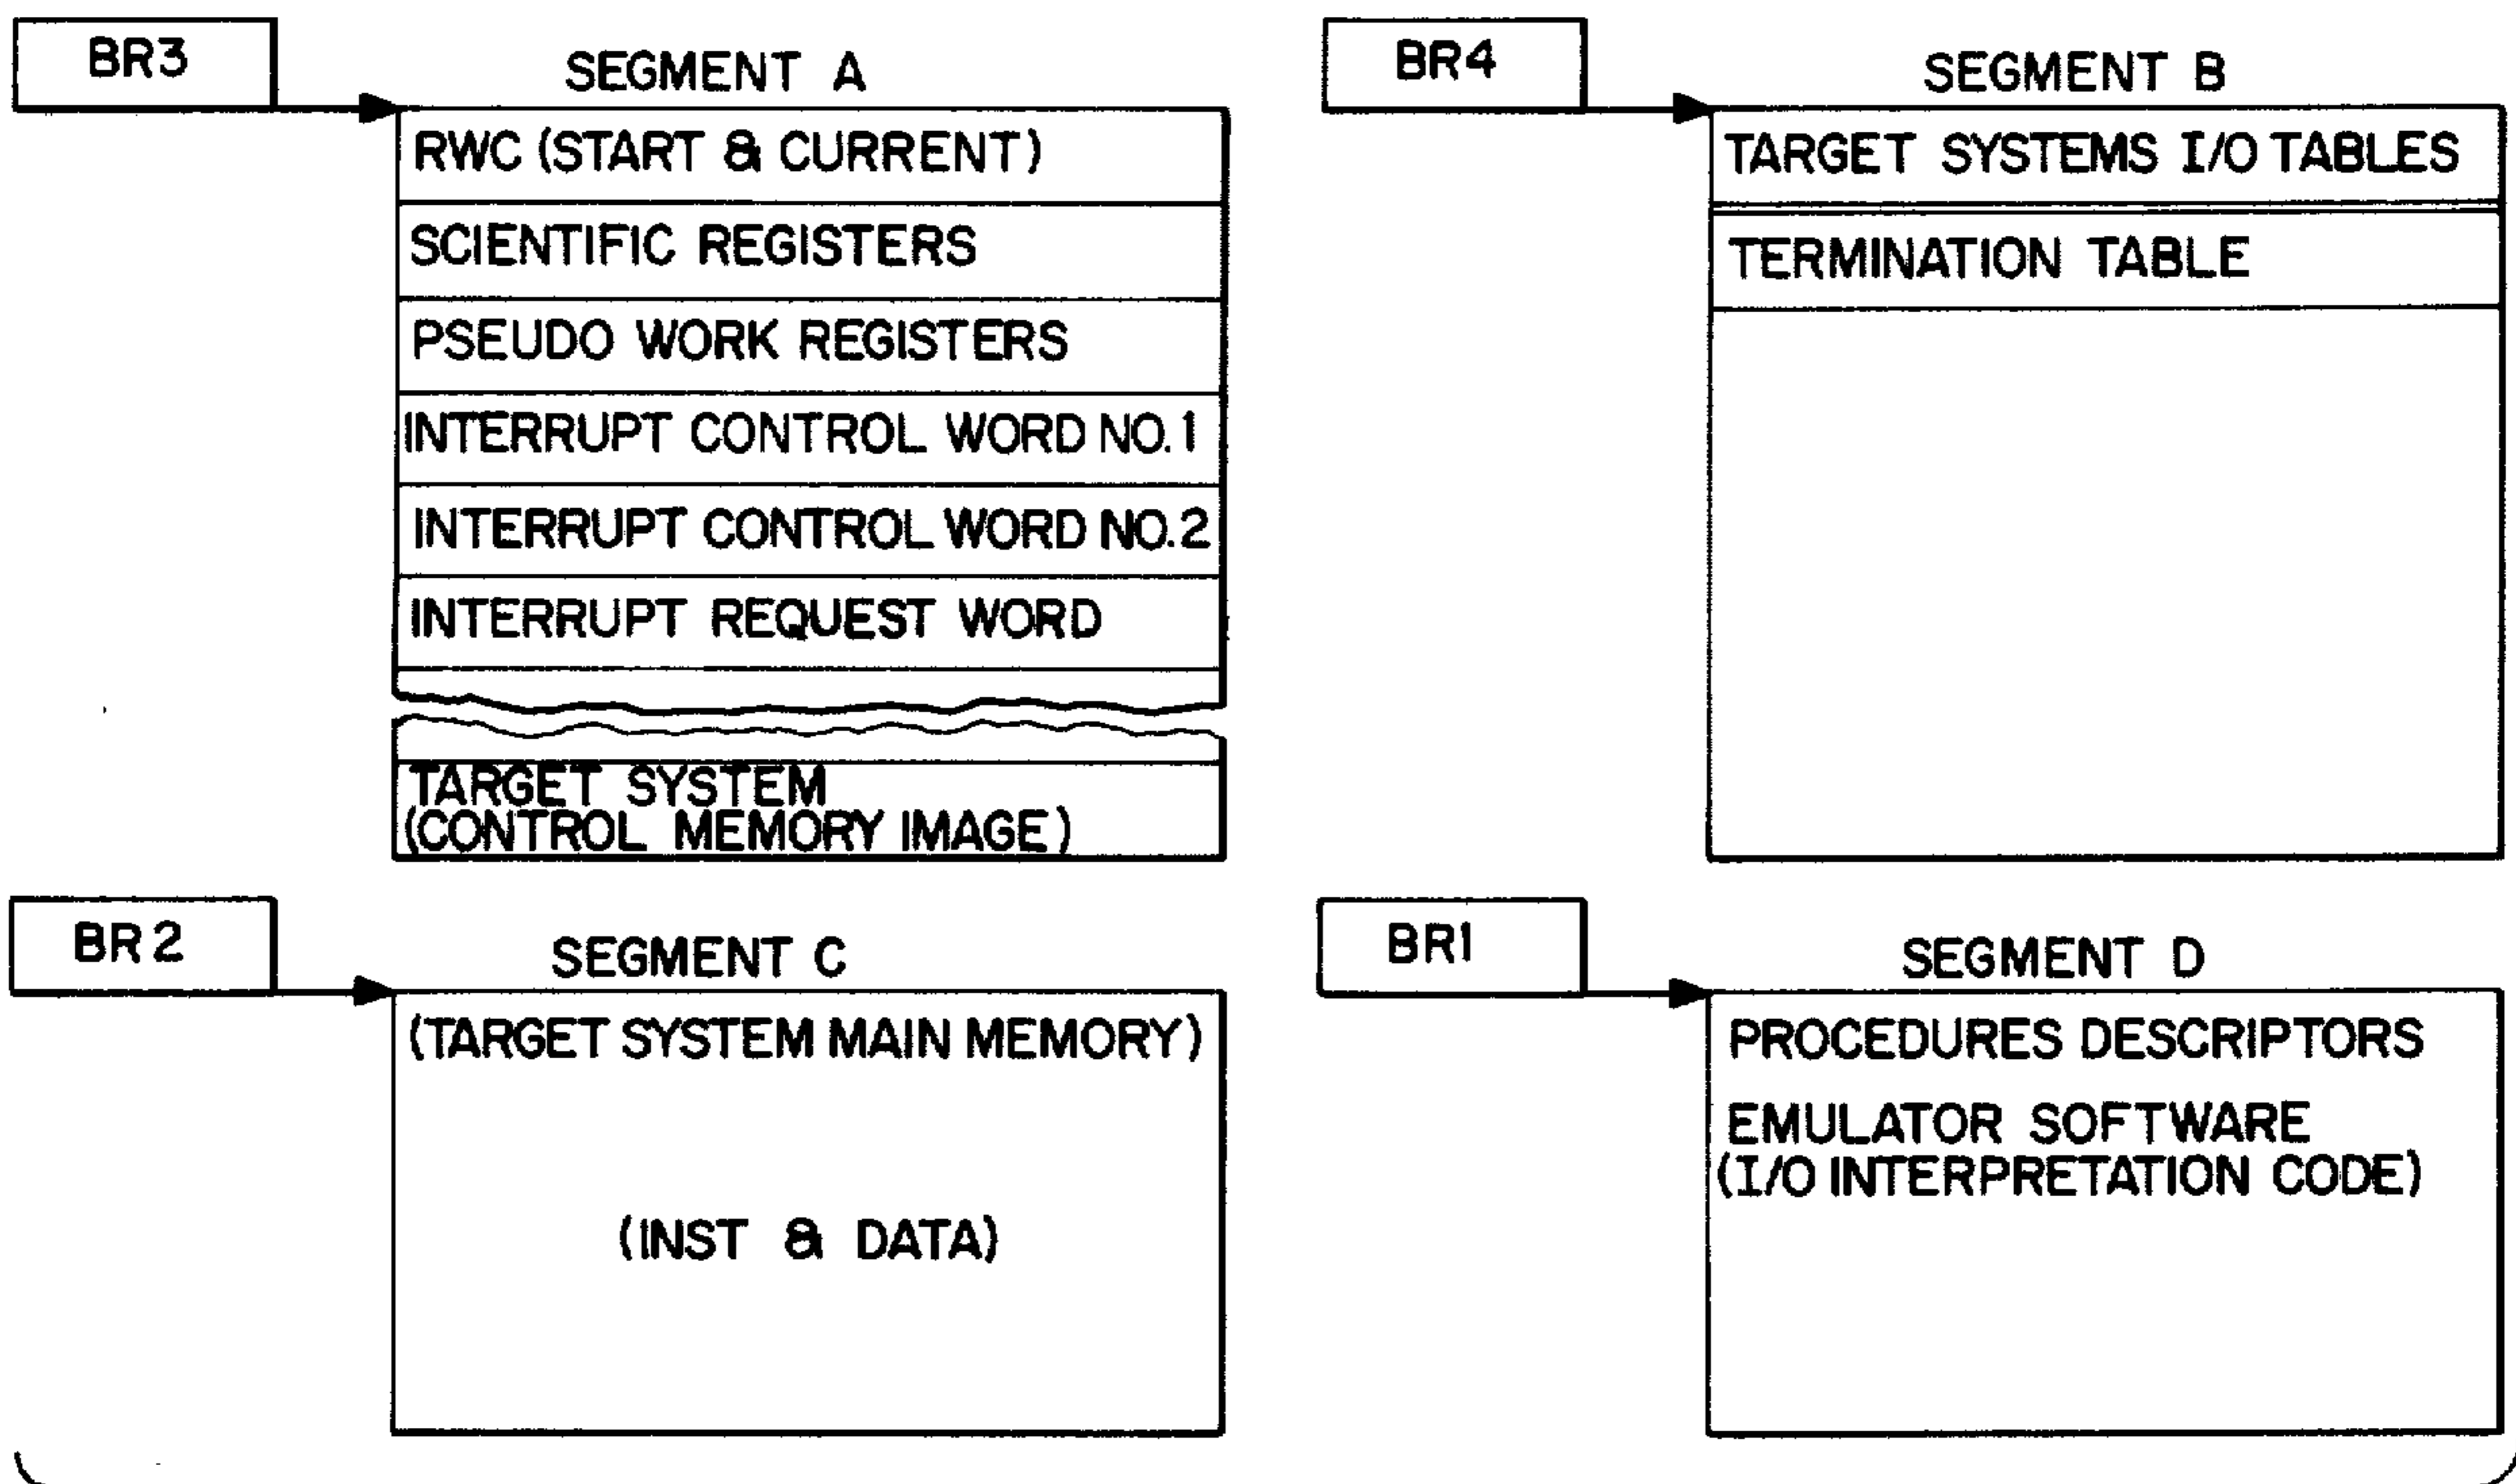 BR3
SEGMENT A
RWC (START & CURRENT)
SCIENTIFIC REGISTERS
PSEUDO WORK REGISTERS
INTERRUPT CONTROL WORD NO.1
INTERRUPT CONTROL WORD NO.2
INTERRUPT REQUEST WORD
TARGET SYSTEM
(CONTROL MEMORY IMAGE)
BR4
SEGMENT B
TARGET SYSTEMS I/O TABLES
TERMINATION TABLE
BR2
SEGMENT C
(TARGET SYSTEM MAIN MEMORY)
(INST & DATA)
BR1
SEGMENT D
PROCEDURES DESCRIPTORS
EMULATOR SOFTWARE
(I/O INTERPRETATION CODE)